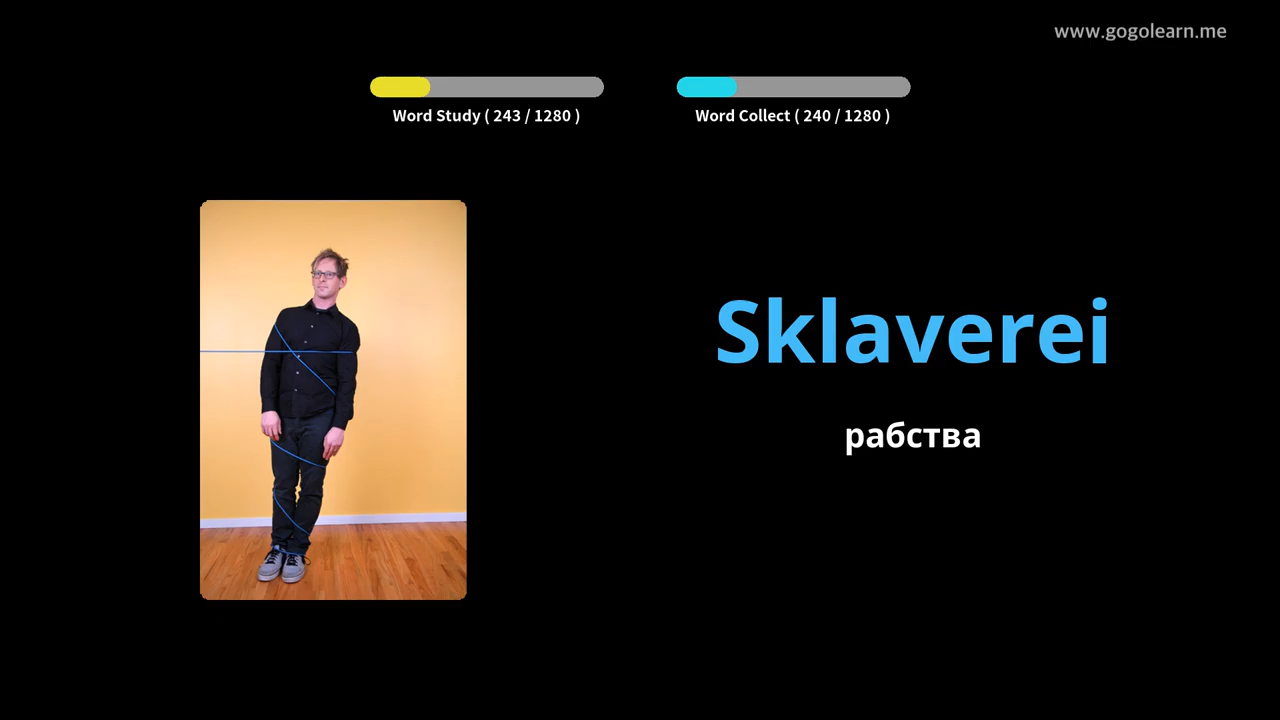 www.gogolearn.me
Word Study ( 243 / 1280 )
Word Collect ( 240 / 1280 )
Sklaverei
рабства